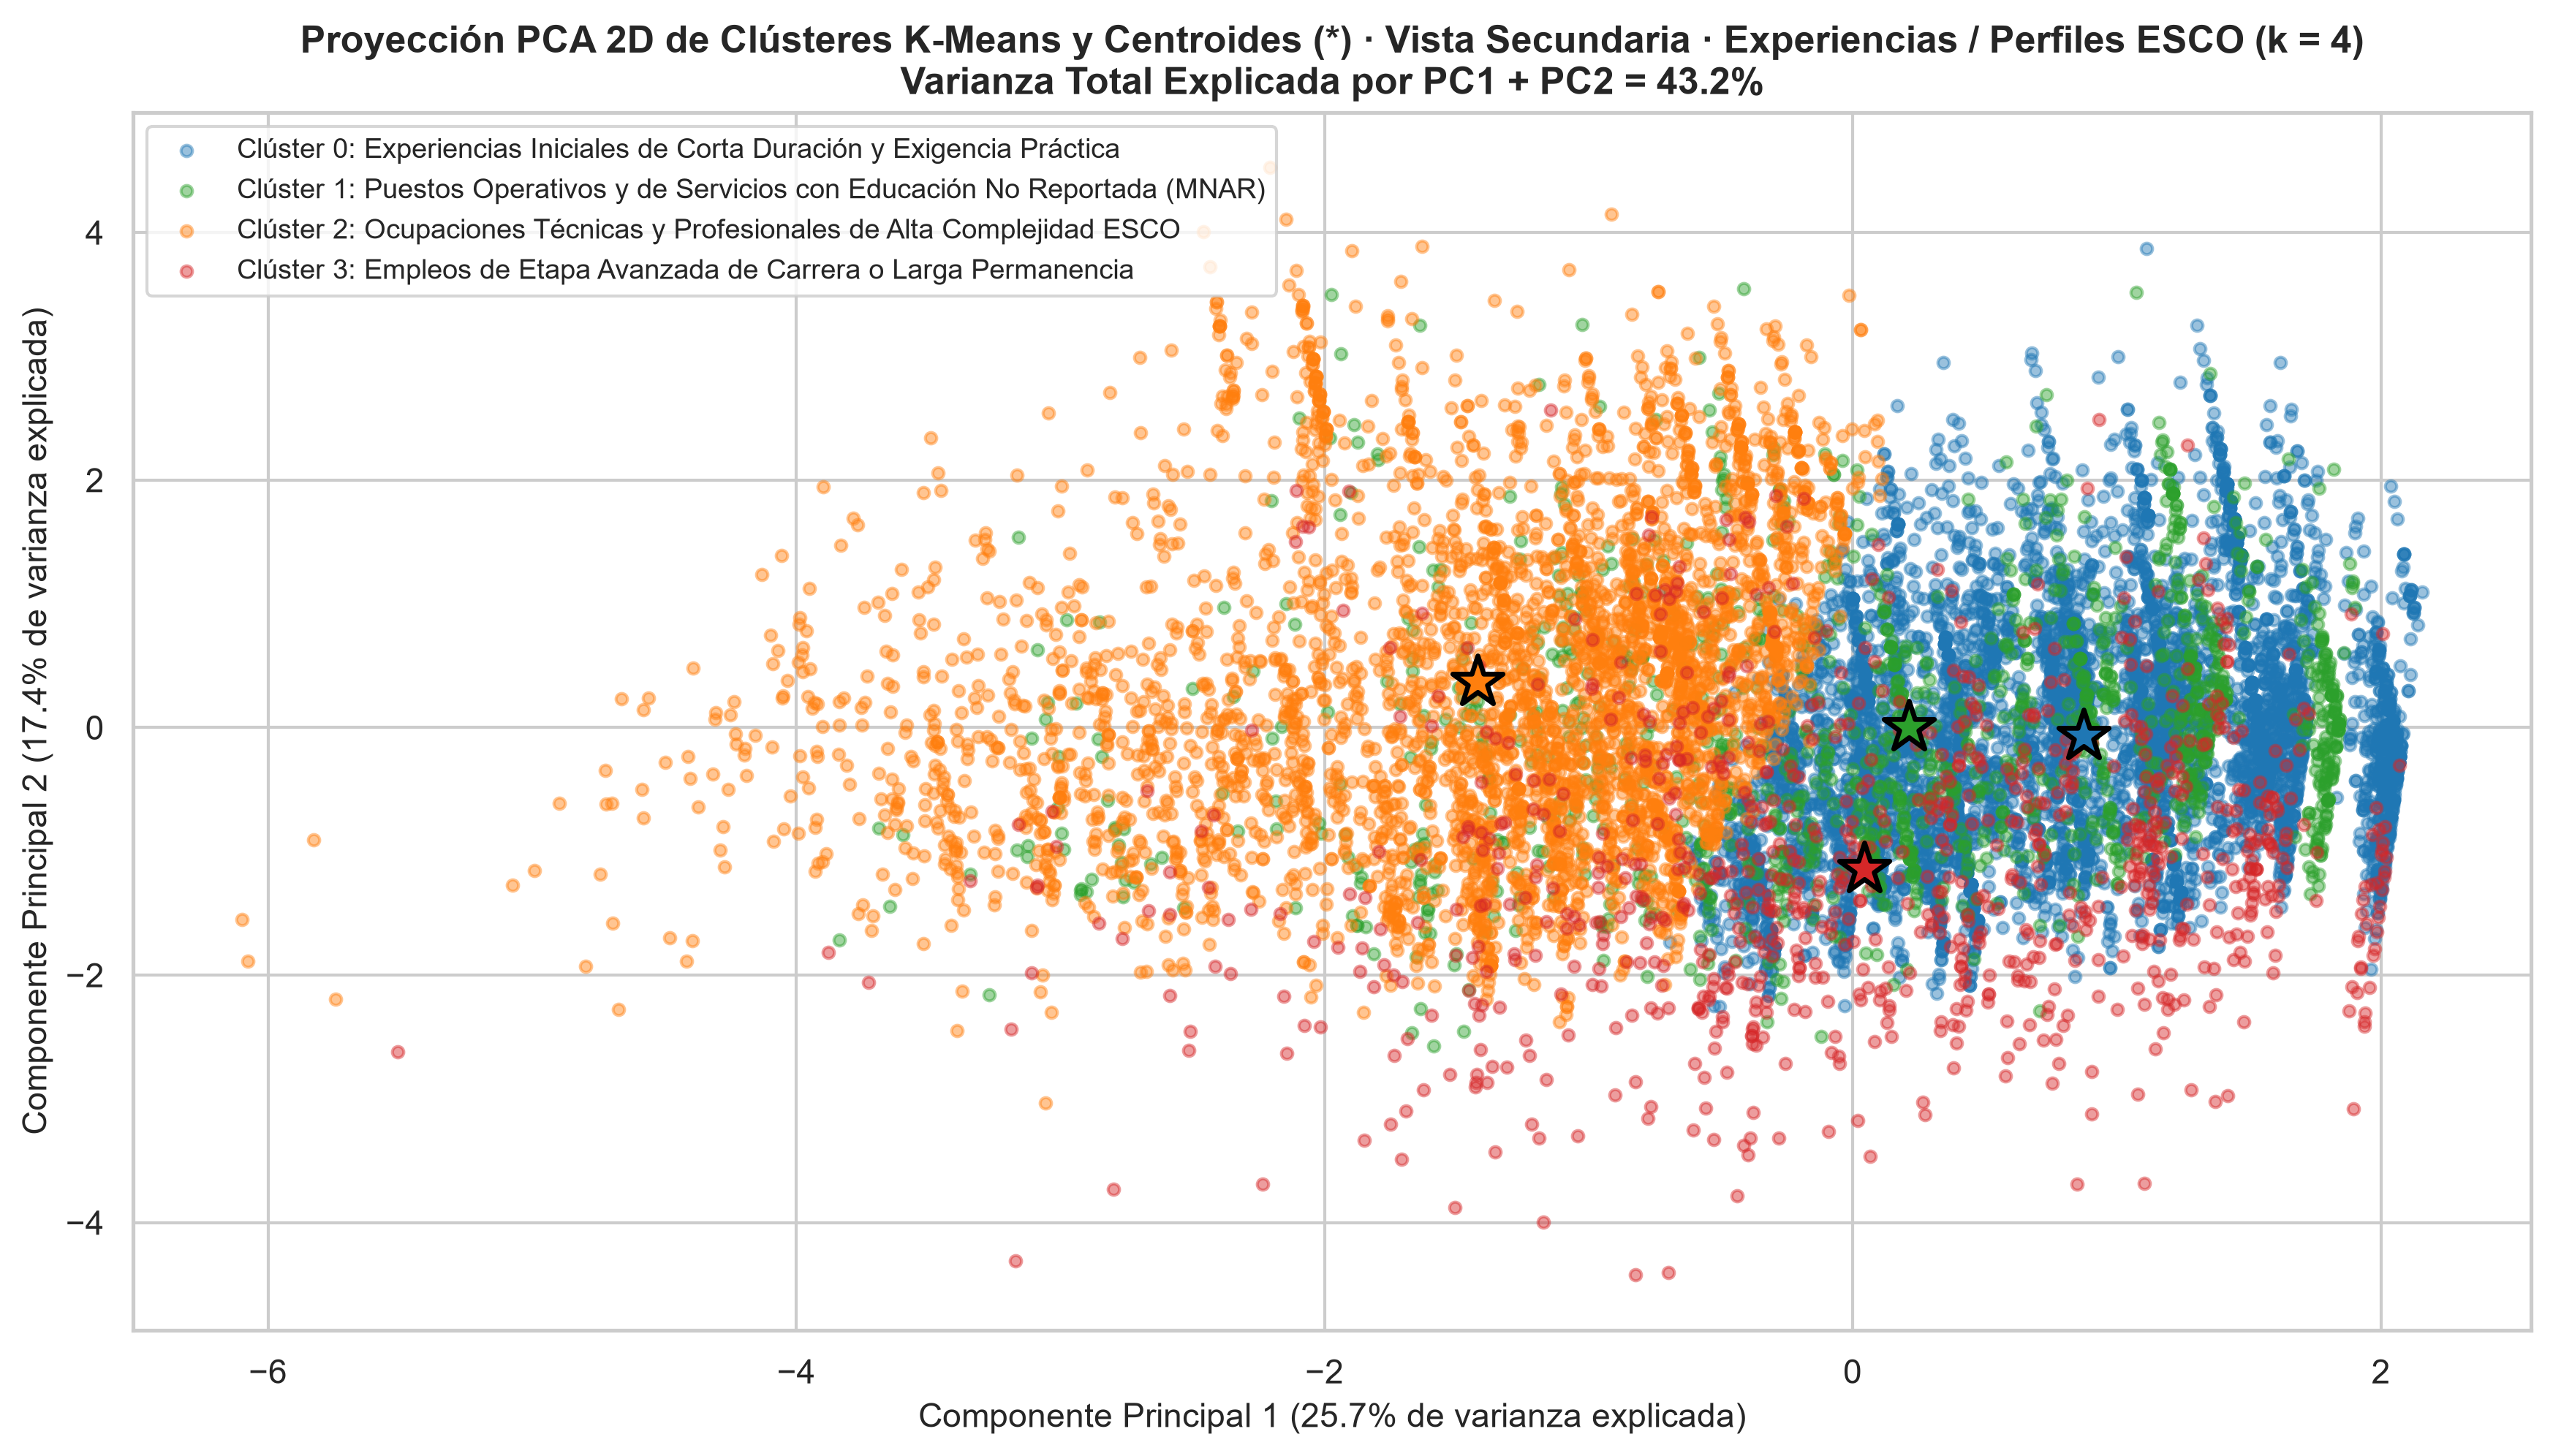 Proyección PCA 2D de Clústeres K-Means y Centroides (*) · Vista Secundaria · Experiencias / Perfiles ESCO (k = 4)
Varianza Total Explicada por PC1 + PC2 = 43.2%
Clúster 0: Experiencias Iniciales de Corta Duración y Exigencia Práctica
Clúster 1: Puestos Operativos y de Servicios con Educación No Reportada (MNAR)
Clúster 2: Ocupaciones Técnicas y Profesionales de Alta Complejidad ESCO
Clúster 3: Empleos de Etapa Avanzada de Carrera o Larga Permanencia
Componente Principal 2 (17.4% de varianza explicada)
4
2
0
−2
−4
−6
−4
−2
0
2
Componente Principal 1 (25.7% de varianza explicada)